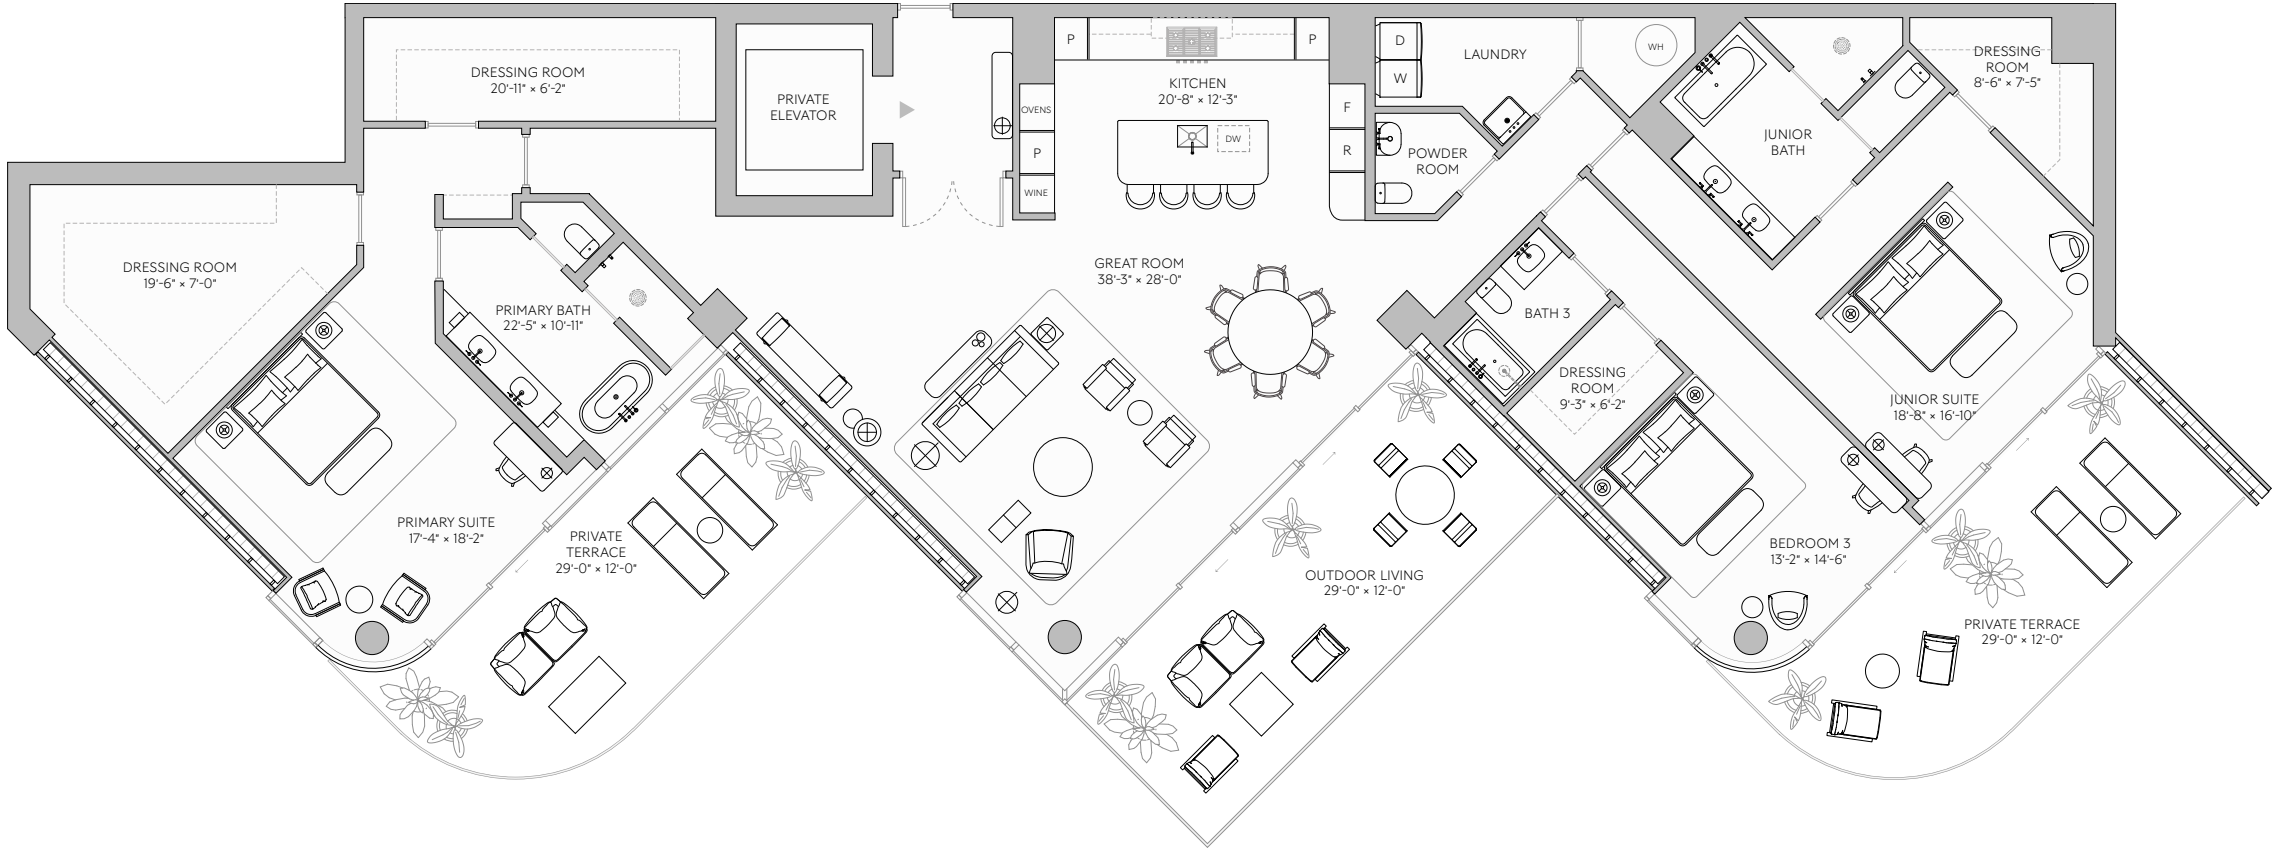 DRESSING ROOM
20'-11" × 6'-2"
PRIVATE
ELEVATOR
P
P
KITCHEN
20'-8" × 12'-3"
OVENS
P
WINE
DW
F
R
D
W
LAUNDRY
WH
POWDER
ROOM
JUNIOR
BATH
DRESSING
ROOM
8'-6" × 7'-5"
DRESSING ROOM
19'-6" × 7'-0"
PRIMARY BATH
22'-5" × 10'-11"
GREAT ROOM
38'-3" × 28'-0"
BATH 3
DRESSING
ROOM
9'-3" × 6'-2"
JUNIOR SUITE
18'-8" × 16'-10"
PRIMARY SUITE
17'-4" × 18'-2"
PRIVATE
TERRACE
29'-0" × 12'-0"
OUTDOOR LIVING
29'-0" × 12'-0"
BEDROOM 3
13'-2" × 14'-6"
PRIVATE TERRACE
29'-0" × 12'-0"